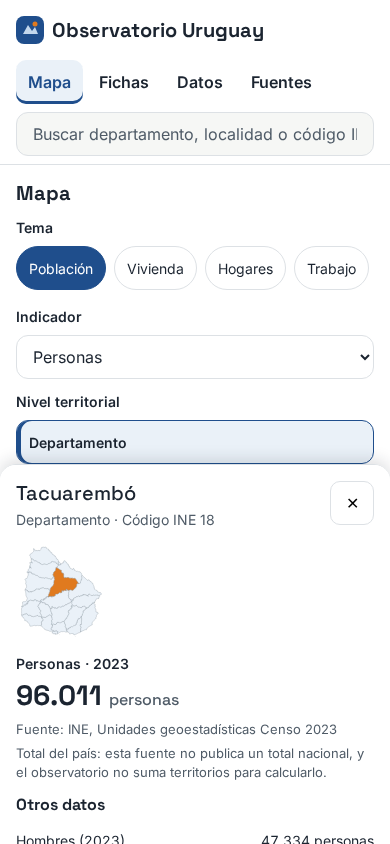 Observatorio Uruguay
Mapa Fichas Datos Fuentes
Buscar departamento, localidad o código I
Mapa
Tema
Población Vivienda Hogares Trabajo
Indicador
Personas
Nivel territorial
Departamento
Tacuarembó
Departamento · Código INE 18
×
Personas · 2023
96.011 personas
Fuente: INE, Unidades geoestadísticas Censo 2023
Total del país: esta fuente no publica un total nacional, y
el observatorio no suma territorios para calcularlo.
Otros datos
Hombres (2023) 47.334 personas